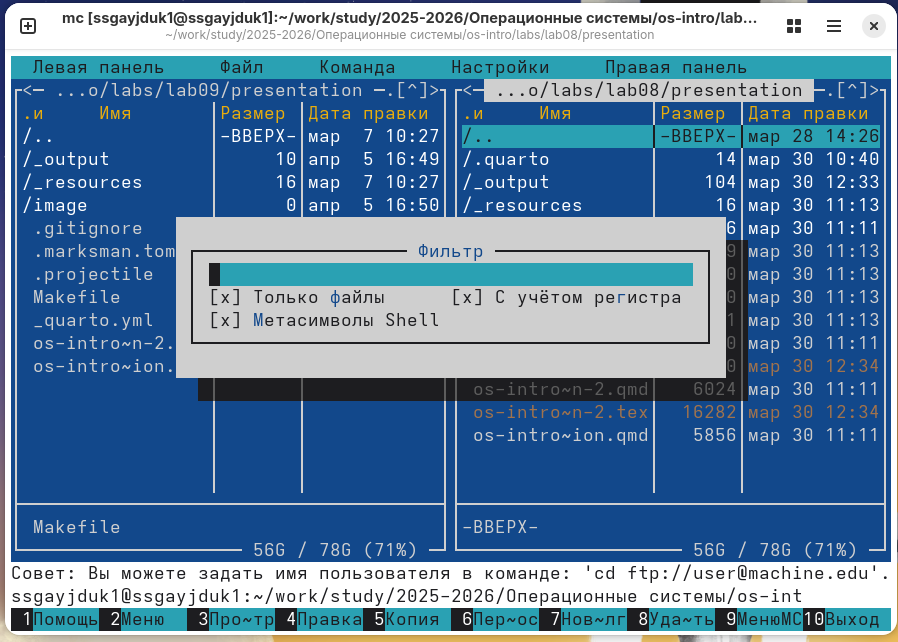 mc [ssgayjduk1@ssgayjduk1]:~/work/study/2025-2026/Операционные системы/os-intro/lab...
~/work/study/2025-2026/Операционные системы/os-intro/labs/lab08/presentation
Левая панель Файл Команда Настройки Правая панель
<─ ...o/labs/lab09/presentation ─.[^]> <─ ...o/labs/lab08/presentation ─.[^]>
.и Имя Размер Дата правки .и Имя Размер Дата правки
/.. -ВВЕРХ- мар 7 10:27 /.. -ВВЕРХ- мар 28 14:26
/_output 10 апр 5 16:49 /.quarto 14 мар 30 10:40
/_resources 16 мар 7 10:27 /_output 104 мар 30 12:33
/image 0 апр 5 16:50 /_resources 16 мар 30 11:13
.gitignore 6 мар 30 11:11
.marksman.tom Фильтр 9 мар 30 11:13
.projectile 0 мар 30 11:13
Makefile [x] Только файлы [x] С учётом регистра 0 мар 30 11:13
_quarto.yml [x] Метасимволы Shell 1 мар 30 11:13
os-intro~n-2. 0 мар 30 11:11
os-intro~ion. 0 мар 30 12:34
os-intro~n-2.qmd 6024 мар 30 11:11
os-intro~n-2.tex 16282 мар 30 12:34
os-intro~ion.qmd 5856 мар 30 11:11
Makefile -ВВЕРХ-
56G / 78G (71%) 56G / 78G (71%)
Совет: Вы можете задать имя пользователя в команде: 'cd ftp://user@machine.edu'.
ssgayjduk1@ssgayjduk1:~/work/study/2025-2026/Операционные системы/os-int
1Помощь 2Меню 3Про~тр 4Правка 5Копия 6Пер~ос 7Нов~лг 8Уда~ть 9МенюMC 10Выход